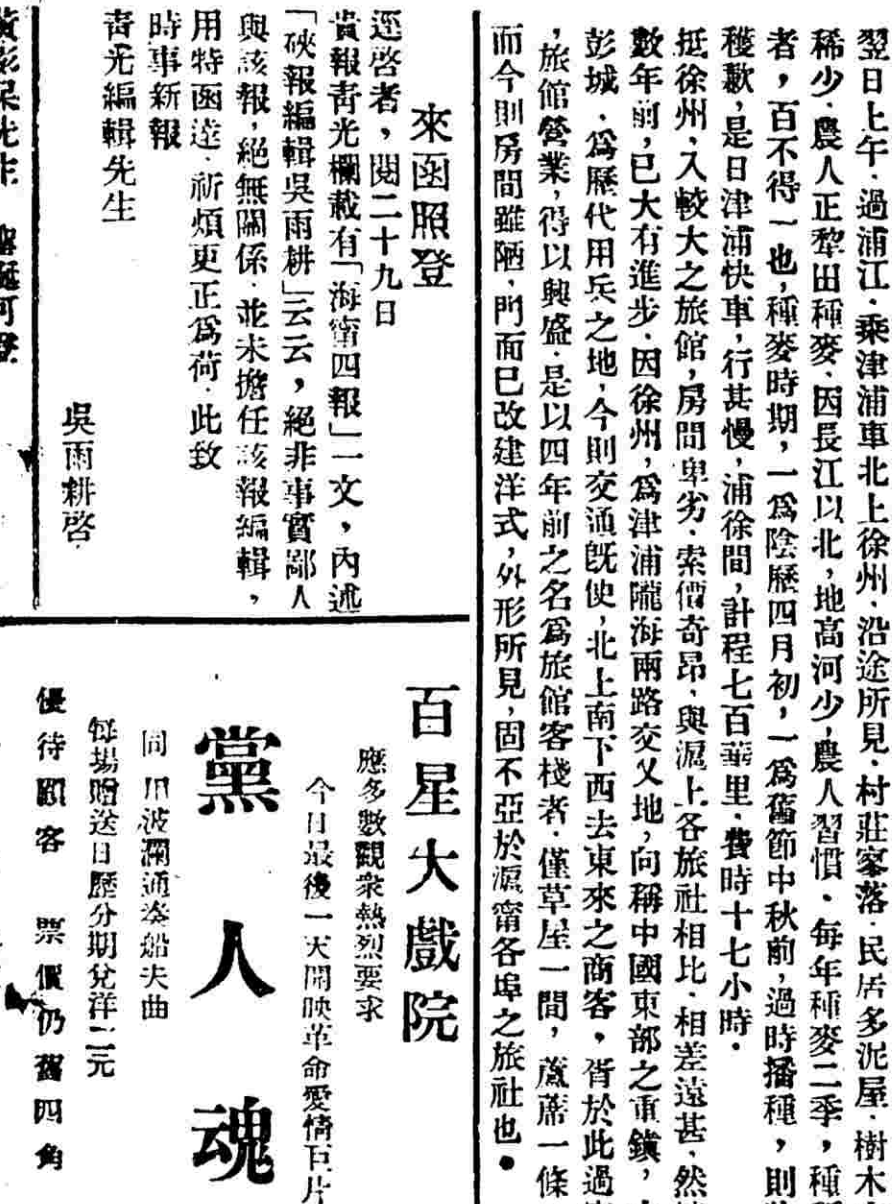 翌日上午．過浦江．乘津浦車北上徐州．沿途所見．村莊寥落．民居多泥屋．樹木
稀少．農人正犂田種麥．因長江以北，地高河少，農人習慣．每年種麥二季，種
者，百不得一也，種麥時期，一爲陰歷四月初，一爲舊節中秋前，過時播種，則
穫歉，是日津浦快車，行甚慢，浦徐間，計程七百華里．費時十七小時．
抵徐州，入較大之旅館，房間卑劣．索價奇昂．與滬上各旅社相比．相差遠甚．然
數年前，已大有進步．因徐州，爲津浦隴海兩路交叉地，向稱中國東部之重鎮，
彭城．爲歷代用兵之地，今則交通旣便，北上南下西去東來之商客，胥於此過
，旅館營業，得以興盛．是以四年前之名爲旅館客棧者．僅草屋一間，蘆蓆一條
而今則房間雖陋，門面已改建洋式，外形所見，固不亞於滬甯各埠之旅社也．
來函照登
逕啓者，閱二十九日
貴報靑光欄載有「海甯四報」一文，內述
「硤報編輯吳雨耕」云云，絕非事實鄙人
與該報，絕無關係．並未擔任該報編輯，
用特函達．祈煩更正爲荷．此致
時事新報
靑光編輯先生
吳雨耕啓
百星大戲院
應多數觀衆熱烈要求
今日最後一天開映革命愛情巨片
黨人魂
同用波瀾通奏船夫曲
每場贈送日歷分期兌洋二元
優待顧客　票價仍舊四角